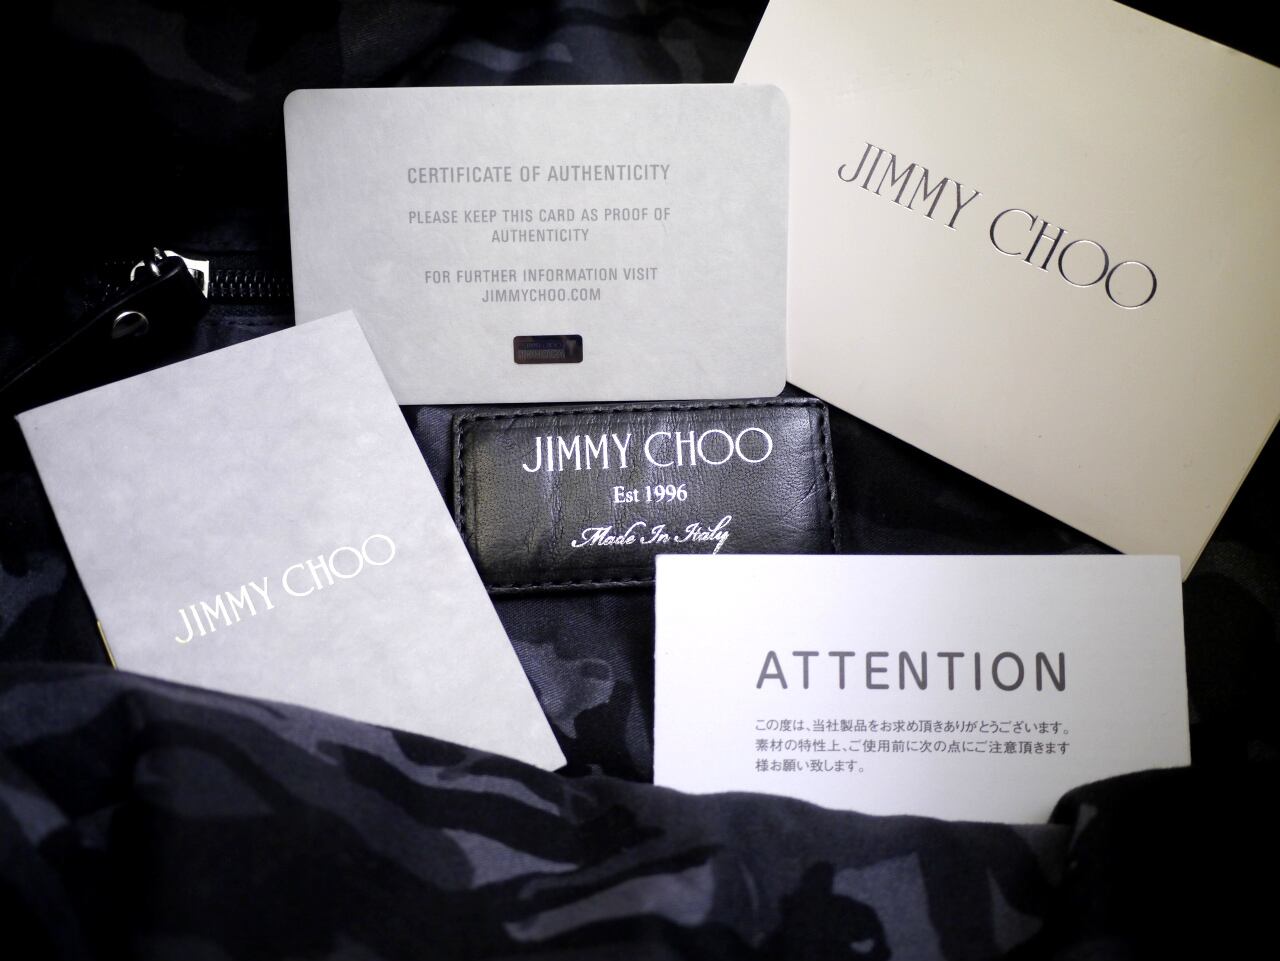 CERTIFICATE OF AUTHENTICITY
PLEASE KEEP THIS CARD AS PROOF OF
AUTHENTICITY
FOR FURTHER INFORMATION VISIT
JIMMYCHOO.COM
JIMMY CHOO
JIMMY CHOO
Est 1996
Made In Italy
JIMMY CHOO
ATTENTION
この度は、当社製品をお求め頂きありがとうございます。
素材の特性上、ご使用前に次の点にご注意頂きます
様お願い致します。